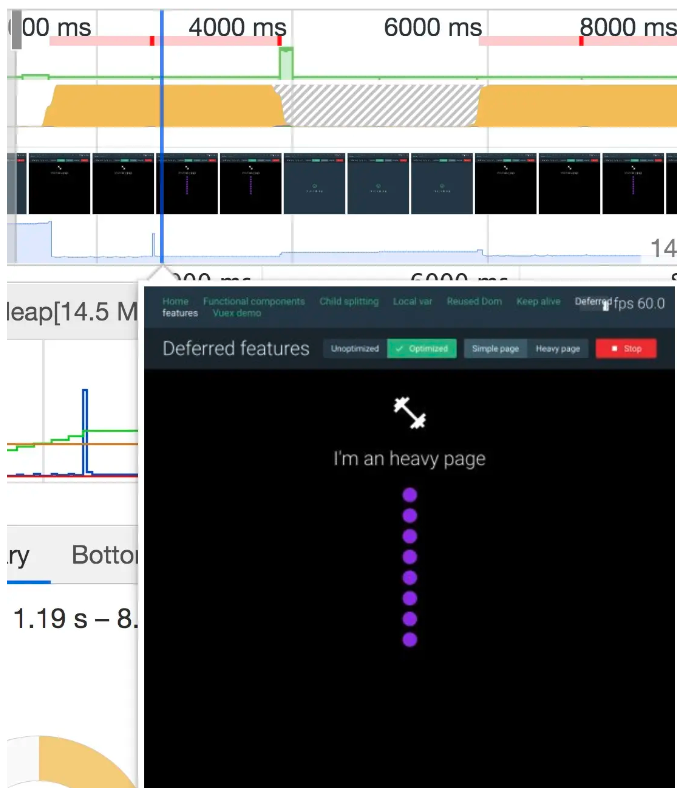 00 ms 4000 ms 6000 ms 8000 ms
14
000 ms 6000 ms
Heap[14.5 M
Home Functional components Child splitting Local var Reused Dom Keep alive Deferred fps 60.0
features Vuex demo
Deferred features Unoptimized ✓ Optimized Simple page Heavy page Stop
I'm an heavy page
ry Botto
1.19 s – 8.